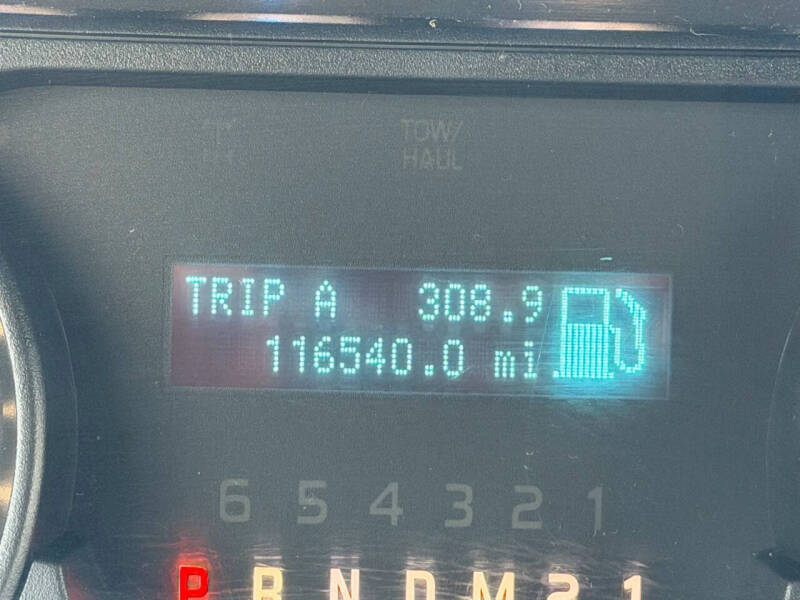 TOW/
HAUL
TRIP A 308.9
116540.0 mi
6 5 4 3 2 1
P R N D M 2 1